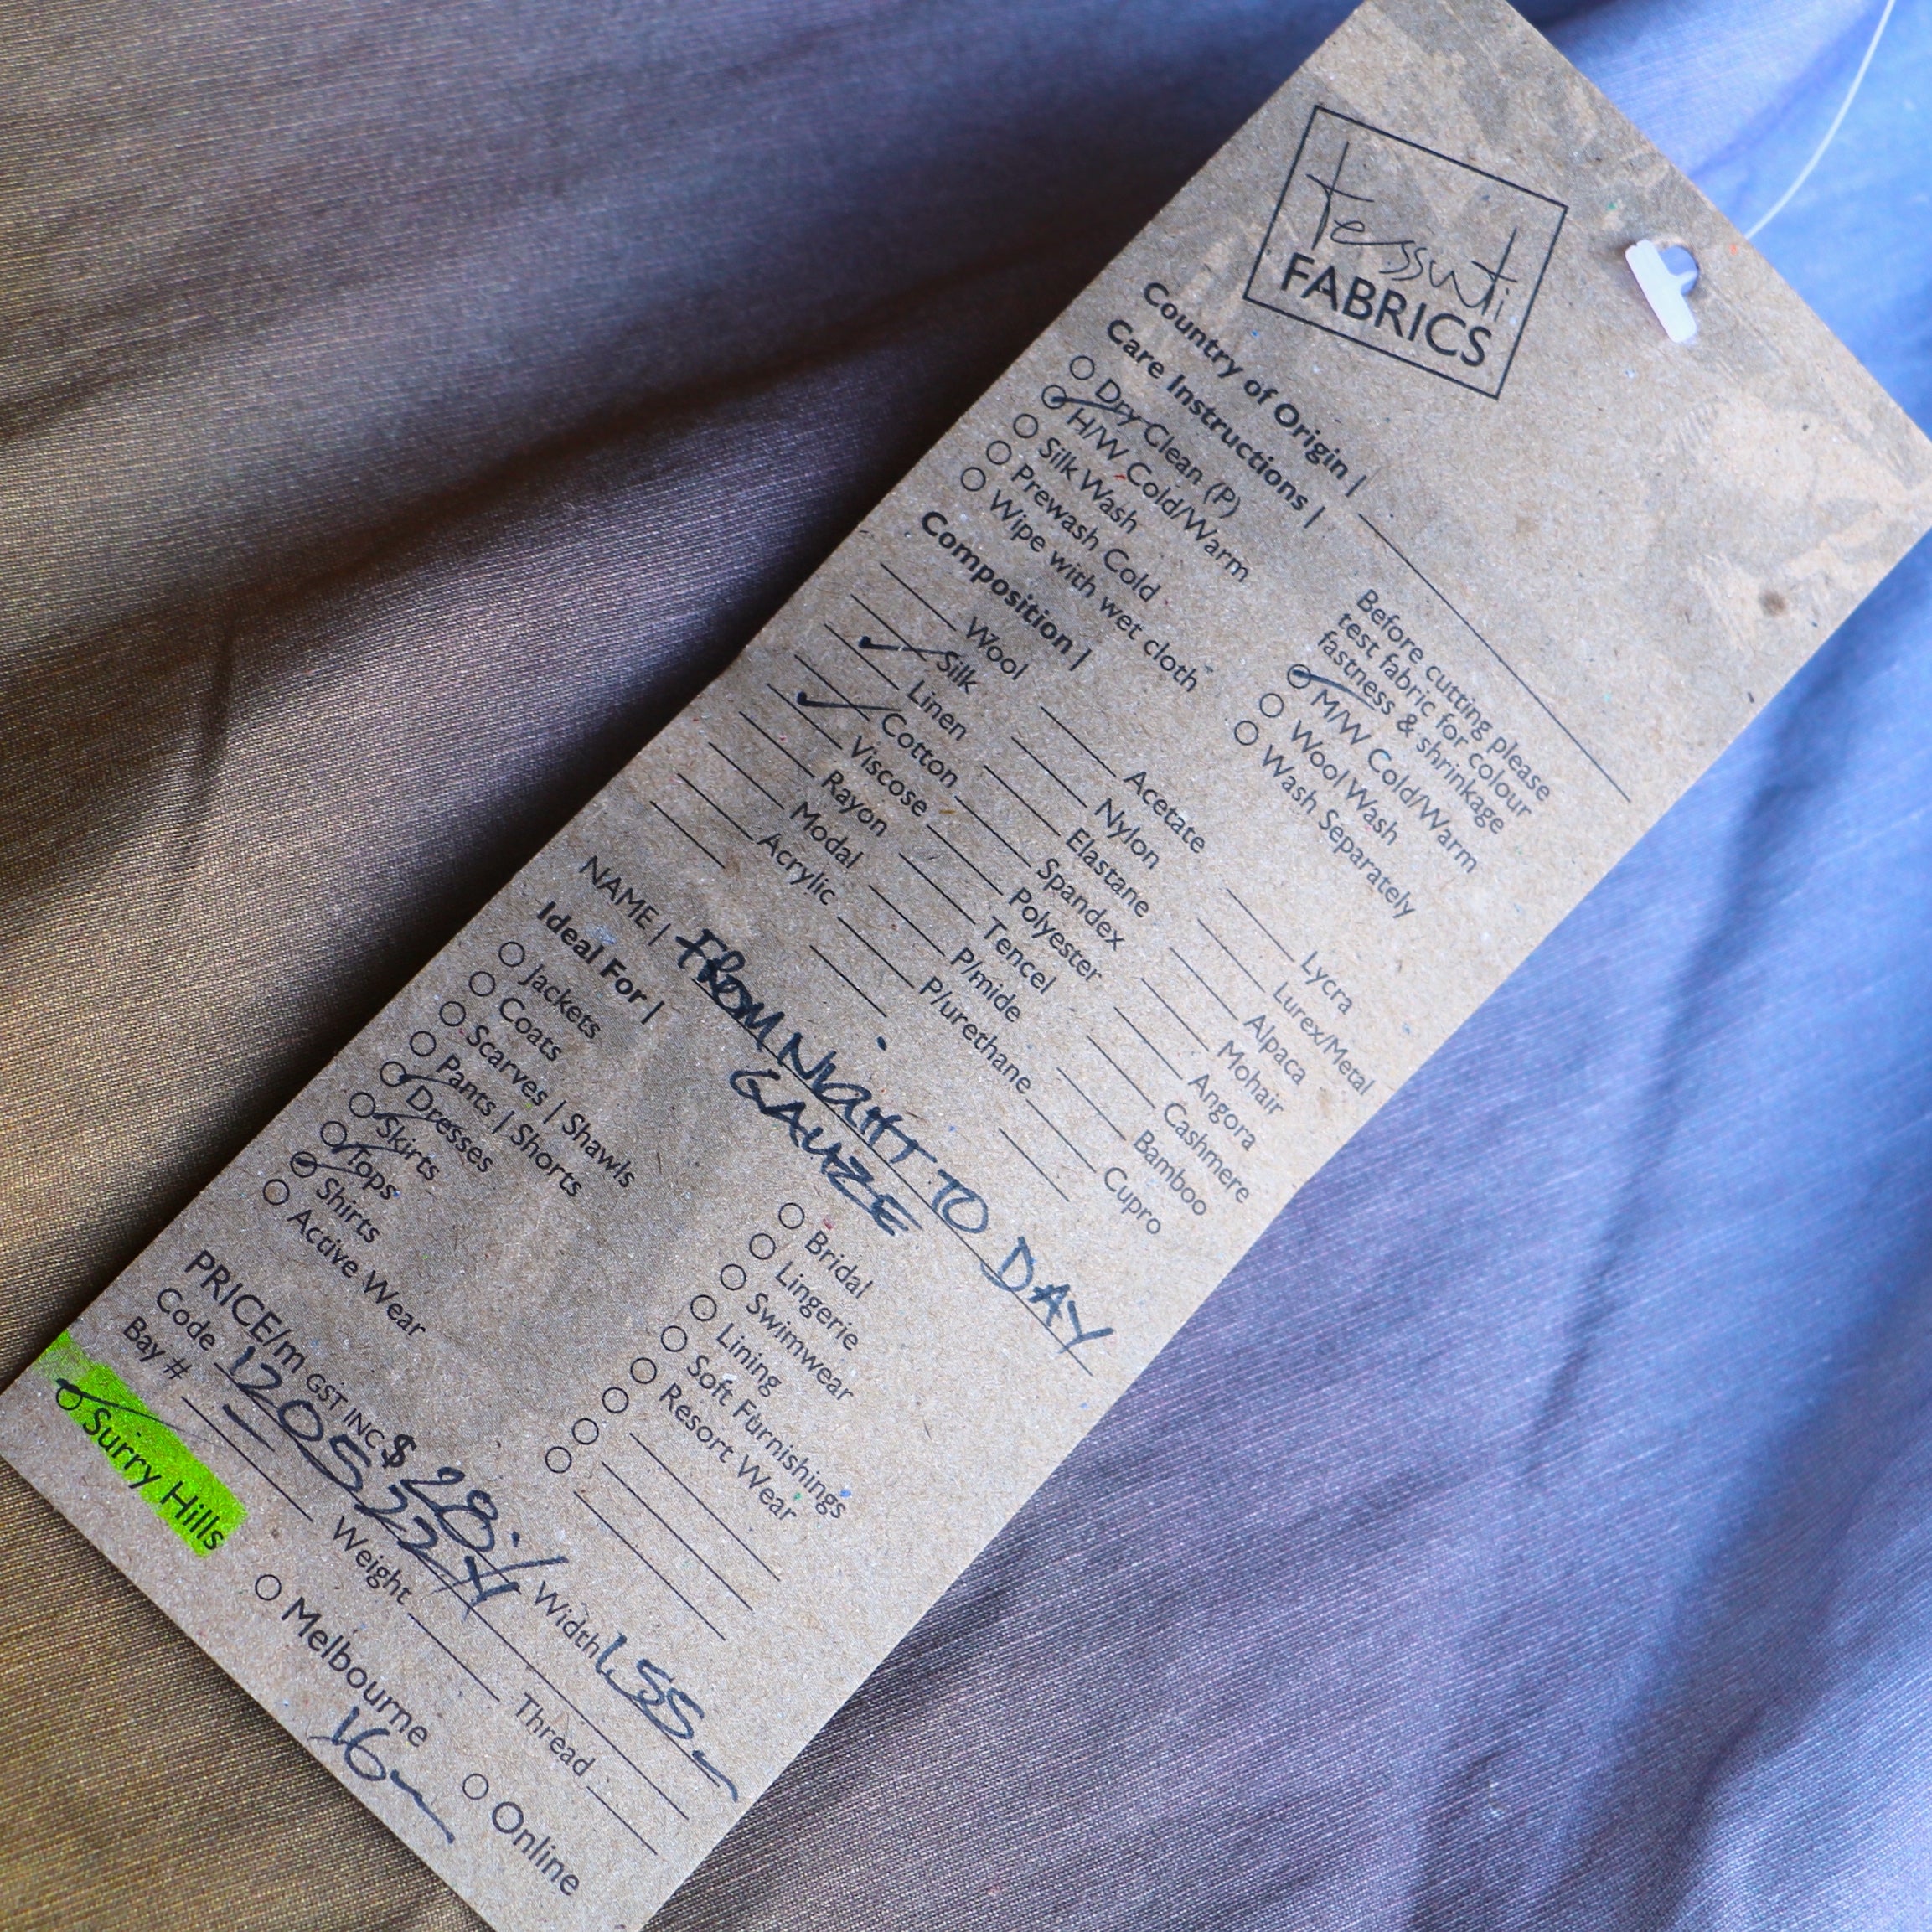 tessuti
FABRICS
Country of Origin |
Care Instructions |
Dry Clean (P)
H/W Cold/Warm
Silk Wash
Prewash Cold
Wipe with wet cloth
Before cutting please
test fabric for colour
fastness & shrinkage
M/W Cold/Warm
Wool Wash
Wash Separately
Composition |
Wool
Silk
Linen
Cotton
Viscose
Rayon
Modal
Acrylic
Acetate
Nylon
Elastane
Spandex
Polyester
Tencel
P/mide
P/urethane
Lycra
Lurex/Metal
Alpaca
Mohair
Angora
Cashmere
Bamboo
Cupro
NAME | FROM NIGHT TO DAY
GAUZE
Ideal For |
Jackets
Coats
Scarves | Shawls
Pants | Shorts
Dresses
Skirts
Tops
Shirts
Active Wear
Bridal
Lingerie
Swimwear
Lining
Soft Furnishings
Resort Wear
PRICE/m GST INC $ 28 Width 1.55m
Code
Bay # Weight Thread
Surry Hills Melbourne Online
16m